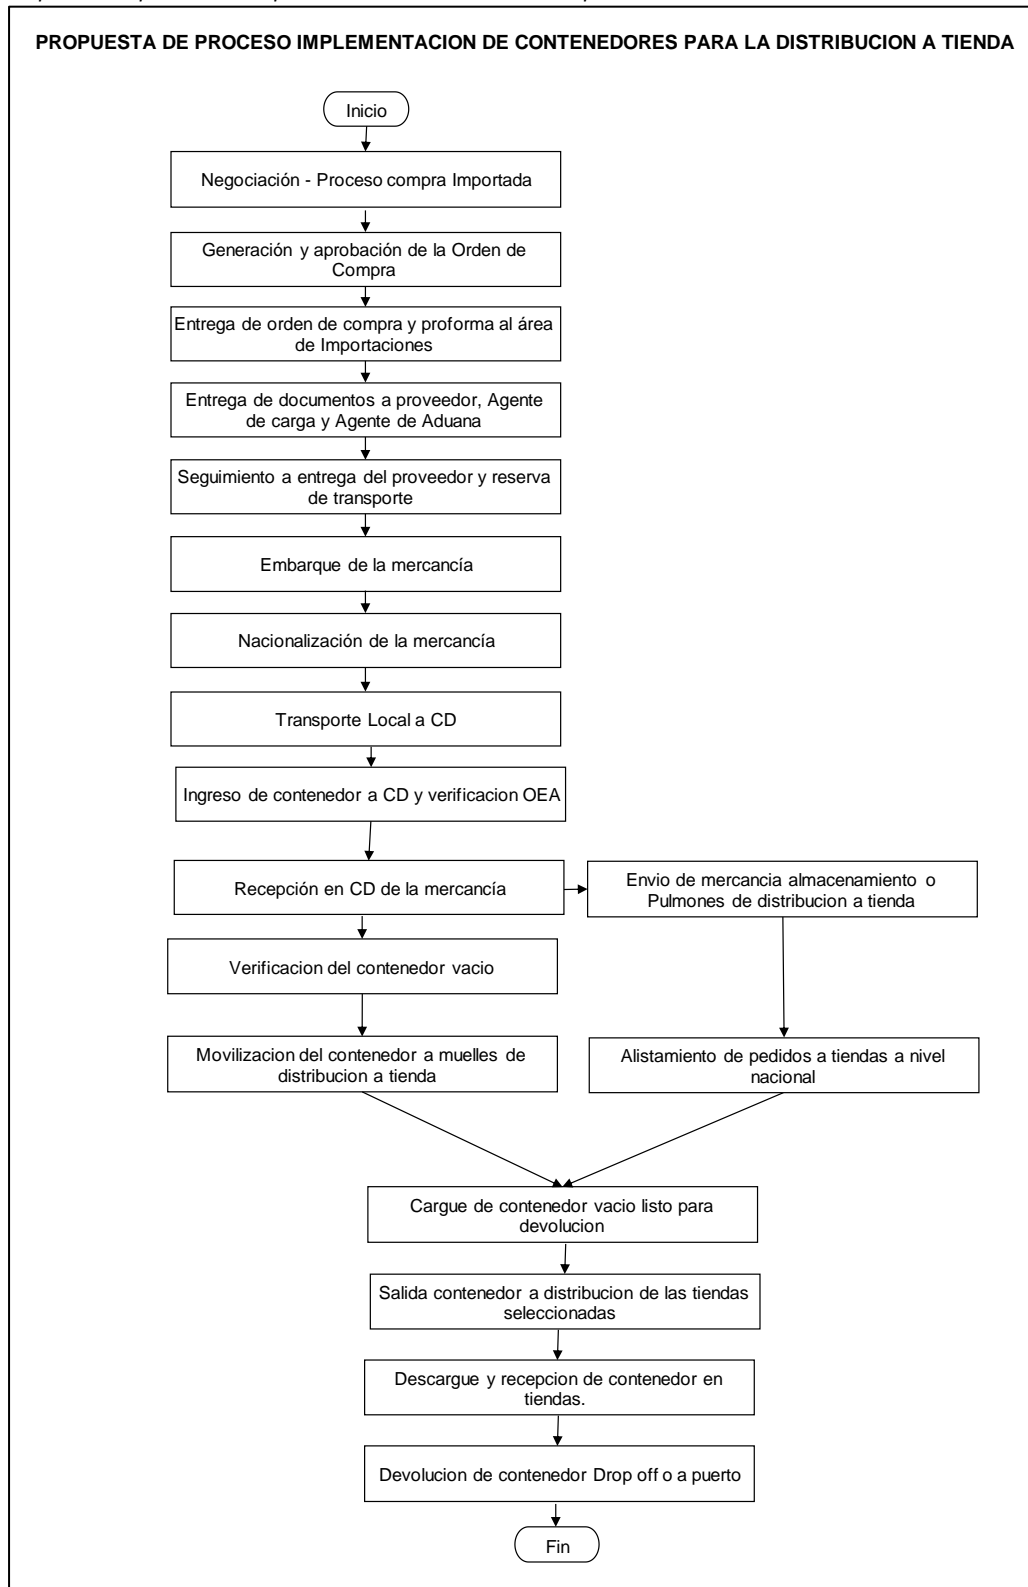 PROPUESTA DE PROCESO IMPLEMENTACION DE CONTENEDORES PARA LA DISTRIBUCION A TIENDA
Inicio
Negociación - Proceso compra Importada
Generación y aprobación de la Orden de
Compra
Entrega de orden de compra y proforma al área
de Importaciones
Entrega de documentos a proveedor, Agente
de carga y Agente de Aduana
Seguimiento a entrega del proveedor y reserva
de transporte
Embarque de la mercancía
Nacionalización de la mercancía
Transporte Local a CD
Ingreso de contenedor a CD y verificacion OEA
Recepción en CD de la mercancía
Envio de mercancia almacenamiento o
Pulmones de distribucion a tienda
Verificacion del contenedor vacio
Movilizacion del contenedor a muelles de
distribucion a tienda
Alistamiento de pedidos a tiendas a nivel
nacional
Cargue de contenedor vacio listo para
devolucion
Salida contenedor a distribucion de las tiendas
seleccionadas
Descargue y recepcion de contenedor en
tiendas.
Devolucion de contenedor Drop off o a puerto
Fin